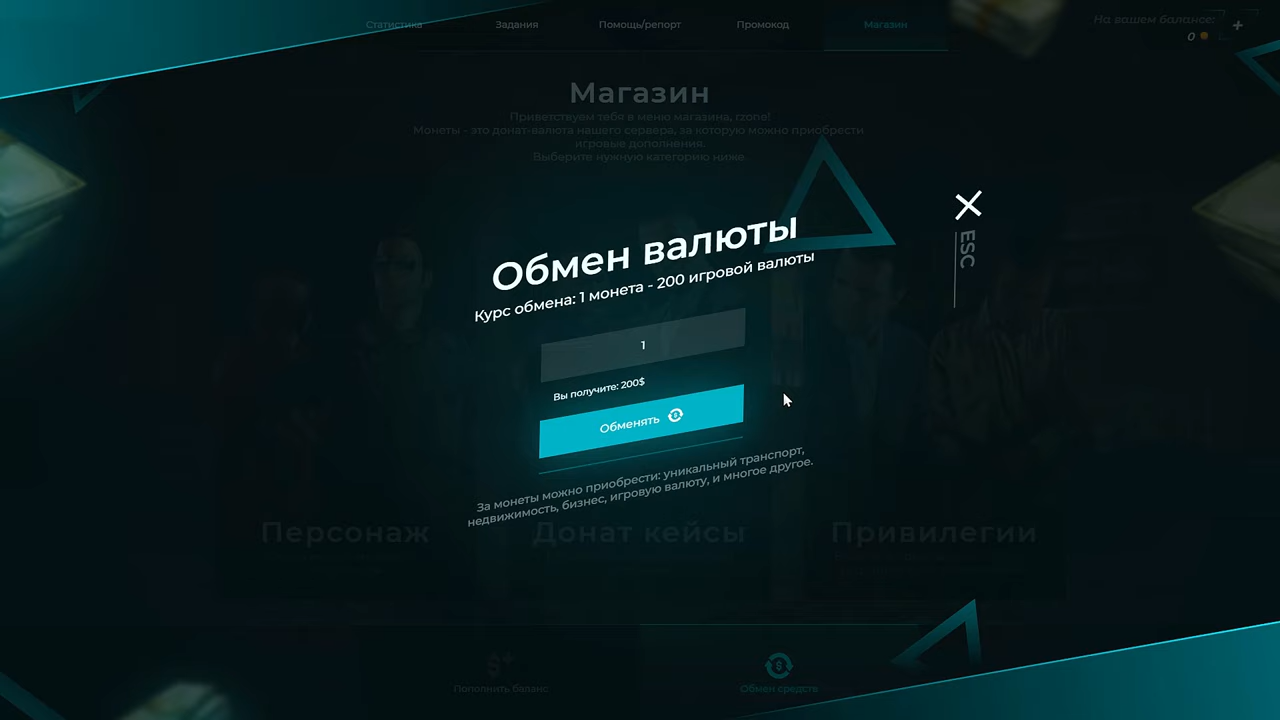 Статистика
Задания
Помощь/репорт
Промокод
Магазин
На вашем балансе:
0
Магазин
Приветствуем тебя в меню магазина, rzone!
Монеты - это донат-валюта нашего сервера, за которую можно приобрести
игровые дополнения.
Выберите нужную категорию ниже.
ESC
Обмен валюты
Курс обмена: 1 монета - 200 игровой валюты
1
Вы получите: 200$
Обменять
За монеты можно приобрести: уникальный транспорт,
недвижимость, бизнес, игровую валюту, и многое другое.
Персонаж
Донат кейсы
Привилегии
Пополнить баланс
Обмен средств